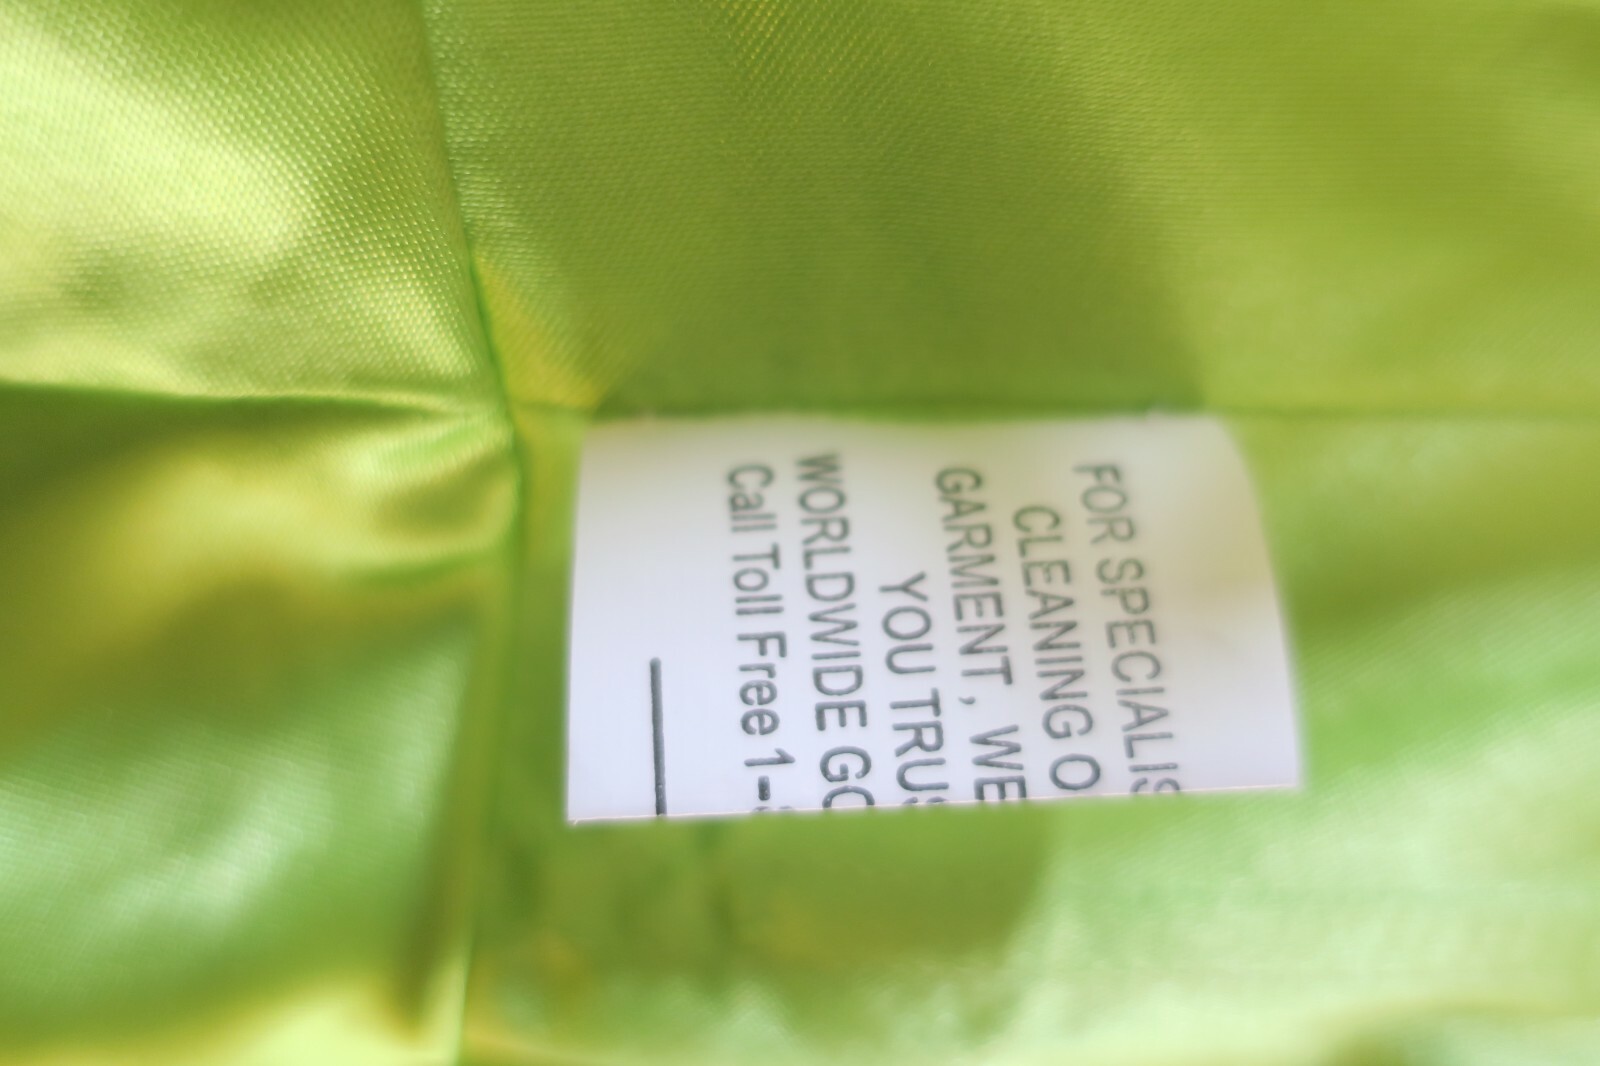 FOR SPECIALIS
CLEANING O
GARMENT, WE
YOU TRUS
WORLDWIDE GO
Call Toll Free 1-